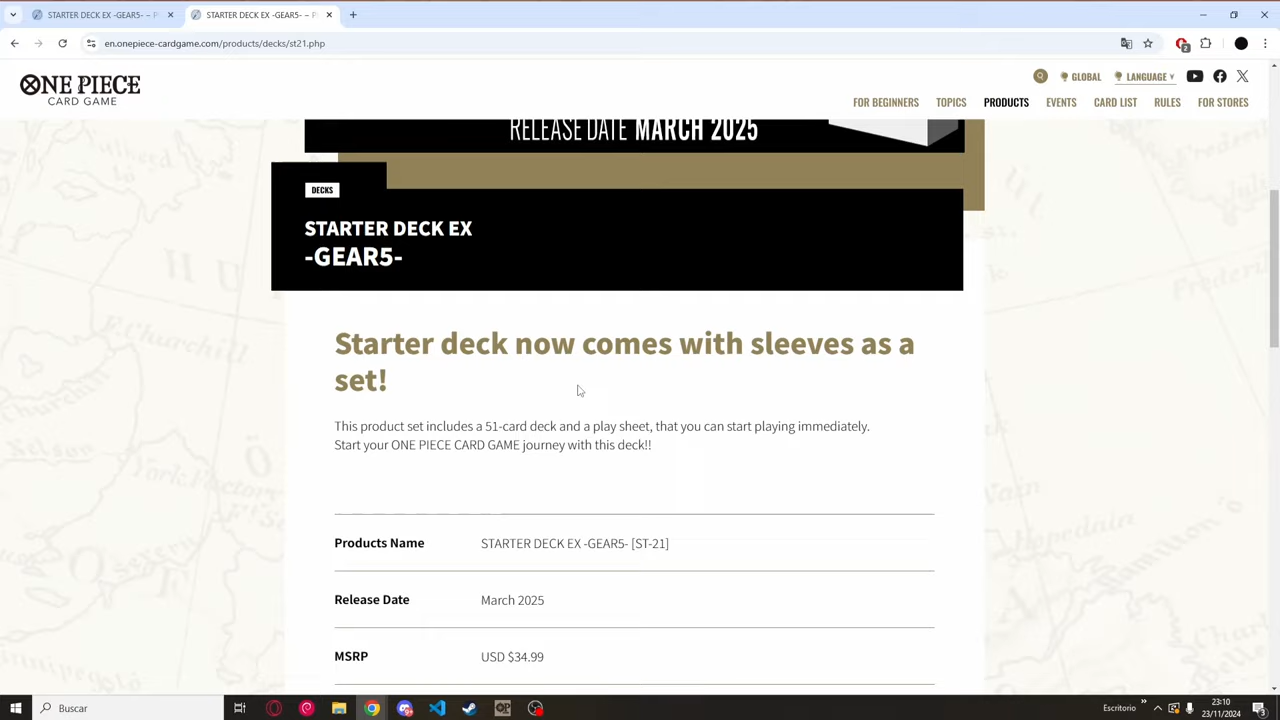 STARTER DECK EX -GEAR5- – P
STARTER DECK EX -GEAR5- – P
en.onepiece-cardgame.com/products/decks/st21.php
2
ONE PIECE
CARD GAME
GLOBAL
LANGUAGE
FOR BEGINNERS
TOPICS
PRODUCTS
EVENTS
CARD LIST
RULES
FOR STORES
RELEASE DATE MARCH 2025
DECKS
STARTER DECK EX
-GEAR5-
Starter deck now comes with sleeves as a
set!
This product set includes a 51-card deck and a play sheet, that you can start playing immediately.
Start your ONE PIECE CARD GAME journey with this deck!!
Products Name STARTER DECK EX -GEAR5- [ST-21]
Release Date March 2025
MSRP USD $34.99
Buscar
OP
Escritorio
23:10
23/11/2024
3